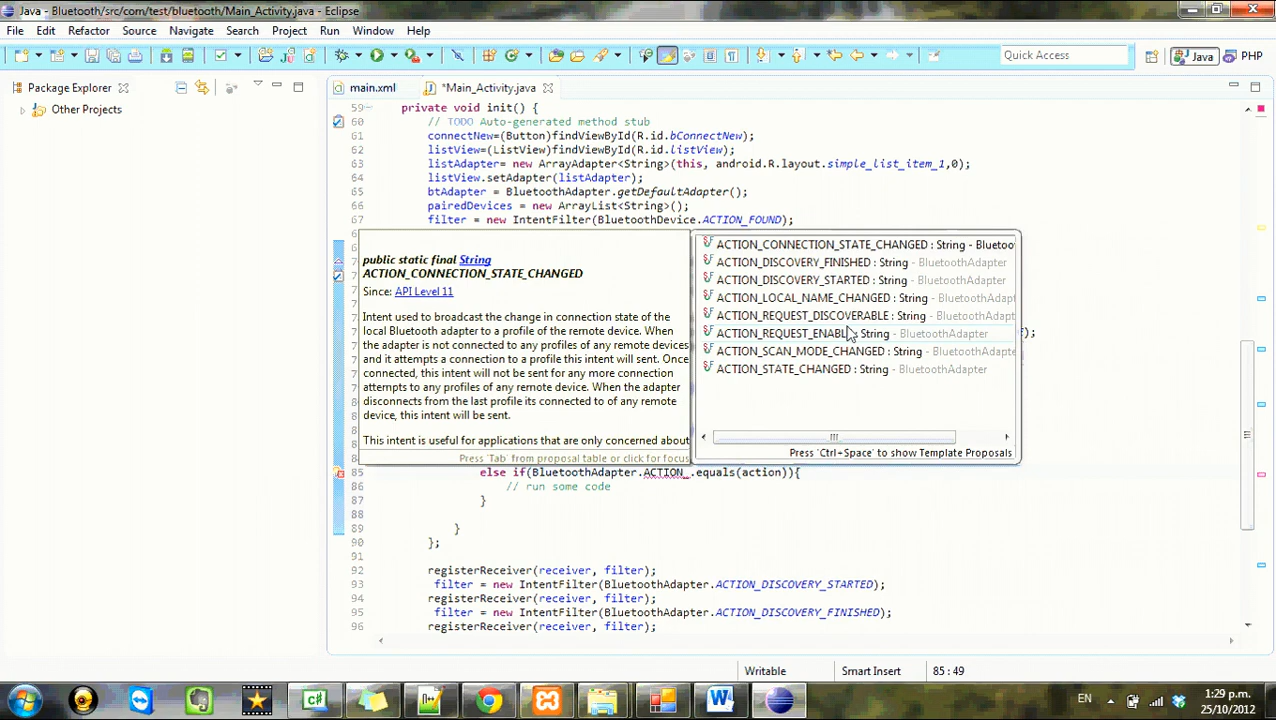 Java - Bluetooth/src/com/test/bluetooth/Main_Activity.java - Eclipse
File Edit Refactor Source Navigate Search Project Run Window Help
Quick Access
Java
PHP
Package Explorer
main.xml
*Main_Activity.java
Other Projects
59 private void init() {
60 // TODO Auto-generated method stub
61 connectNew=(Button)findViewById(R.id.bConnectNew);
62 listView=(ListView)findViewById(R.id.listView);
63 listAdapter= new ArrayAdapter<String>(this, android.R.layout.simple_list_item_1,0);
64 listView.setAdapter(listAdapter);
65 btAdapter = BluetoothAdapter.getDefaultAdapter();
66 pairedDevices = new ArrayList<String>();
67 filter = new IntentFilter(BluetoothDevice.ACTION_FOUND);
public static final String
ACTION_CONNECTION_STATE_CHANGED
Since: API Level 11
Intent used to broadcast the change in connection state of
the local Bluetooth adapter to a profile of the remote device. When
the adapter is not connected to any profiles of any remote devices
and it attempts a connection to a profile this intent will sent. Once
connected, this intent will not be sent for any more connection
attempts to any profiles of any remote device. When the adapter
disconnects from the last profile its connected to of any remote
device, this intent will be sent.
This intent is useful for applications that are only concerned about
Press 'Tab' from proposal table or click for focus
ACTION_CONNECTION_STATE_CHANGED : String - Bluetoo
ACTION_DISCOVERY_FINISHED : String - BluetoothAdapter
ACTION_DISCOVERY_STARTED : String - BluetoothAdapter
ACTION_LOCAL_NAME_CHANGED : String - BluetoothAdapt
ACTION_REQUEST_DISCOVERABLE : String - BluetoothAdapt
ACTION_REQUEST_ENABLE : String - BluetoothAdapter
ACTION_SCAN_MODE_CHANGED : String - BluetoothAdapte
ACTION_STATE_CHANGED : String - BluetoothAdapter
Press 'Ctrl+Space' to show Template Proposals
);
85 else if(BluetoothAdapter.ACTION_.equals(action)){
86 // run some code
87 }
88
89 }
90 };
91
92 registerReceiver(receiver, filter);
93 filter = new IntentFilter(BluetoothAdapter.ACTION_DISCOVERY_STARTED);
94 registerReceiver(receiver, filter);
95 filter = new IntentFilter(BluetoothAdapter.ACTION_DISCOVERY_FINISHED);
96 registerReceiver(receiver, filter);
Writable
Smart Insert
85 : 49
EN
1:29 p.m.
25/10/2012